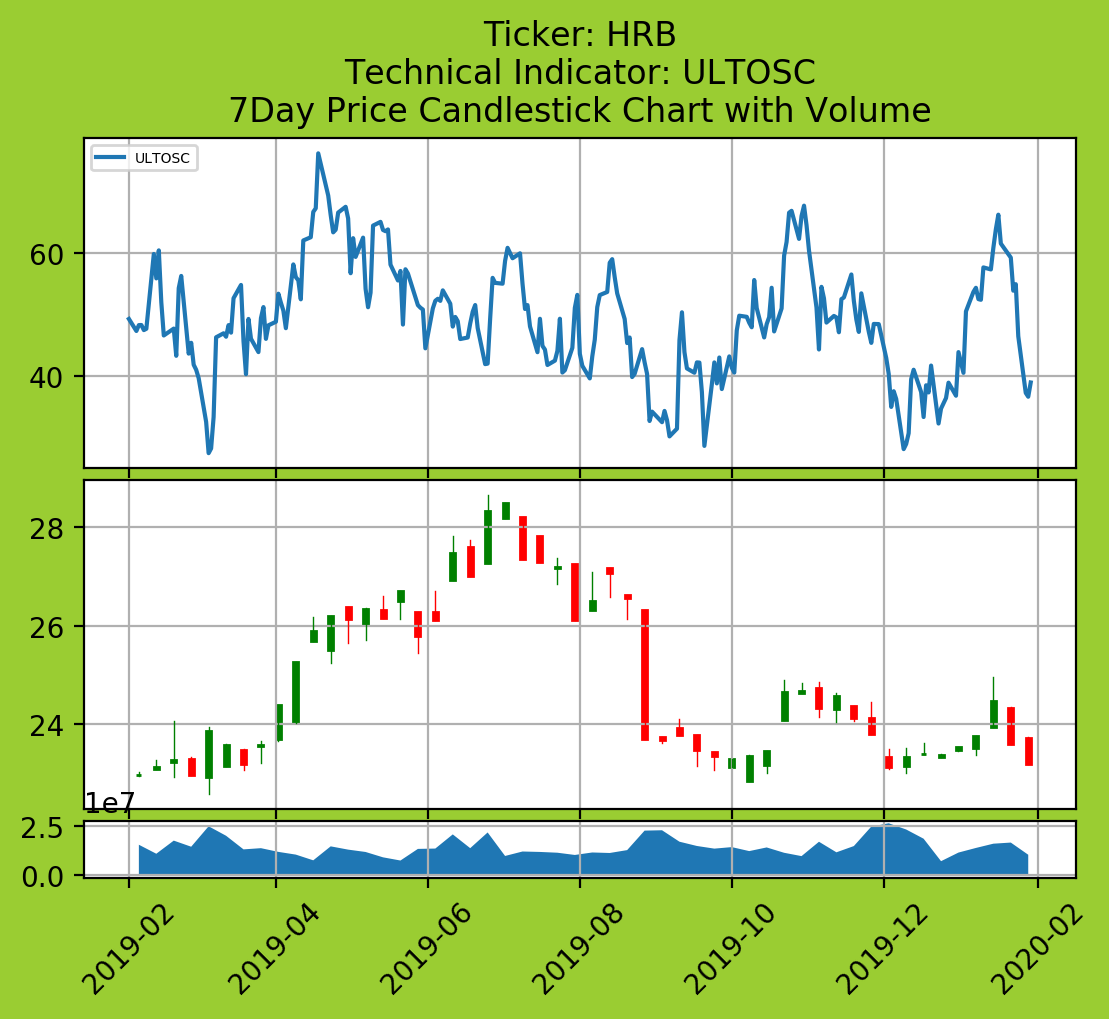 Ticker: HRB
Technical Indicator: ULTOSC
7Day Price Candlestick Chart with Volume
ULTOSC
60
40
28
26
24
1e7
2.5
0.0
2019-02
2019-04
2019-06
2019-08
2019-10
2019-12
2020-02